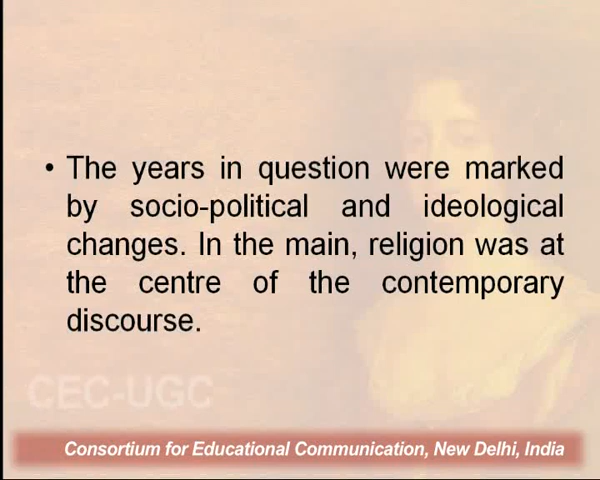 • The years in question were marked
by socio-political and ideological
changes. In the main, religion was at
the centre of the contemporary
discourse.
CEC-UGC
Consortium for Educational Communication, New Delhi, India